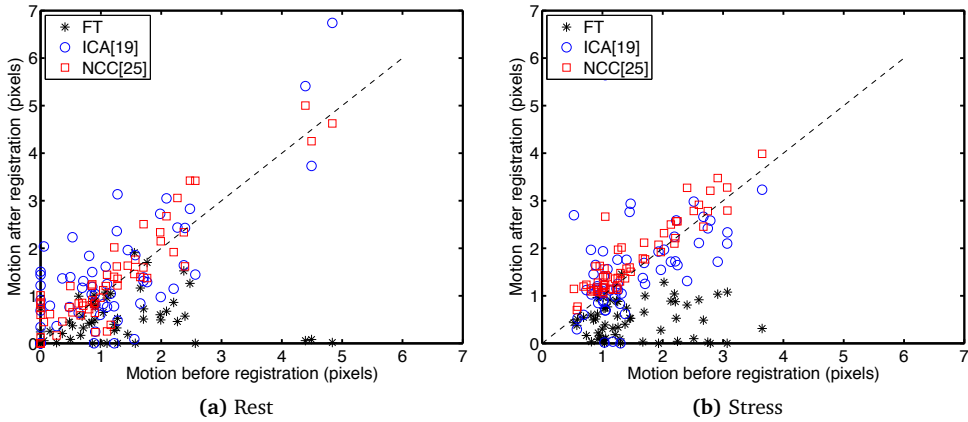 7
6
5
4
3
2
1
0
Motion after registration (pixels)
FT
ICA[19]
NCC[25]
0 1 2 3 4 5 6 7
Motion before registration (pixels)
(a) Rest
7
6
5
4
3
2
1
0
Motion after registration (pixels)
FT
ICA[19]
NCC[25]
0 1 2 3 4 5 6 7
Motion before registration (pixels)
(b) Stress